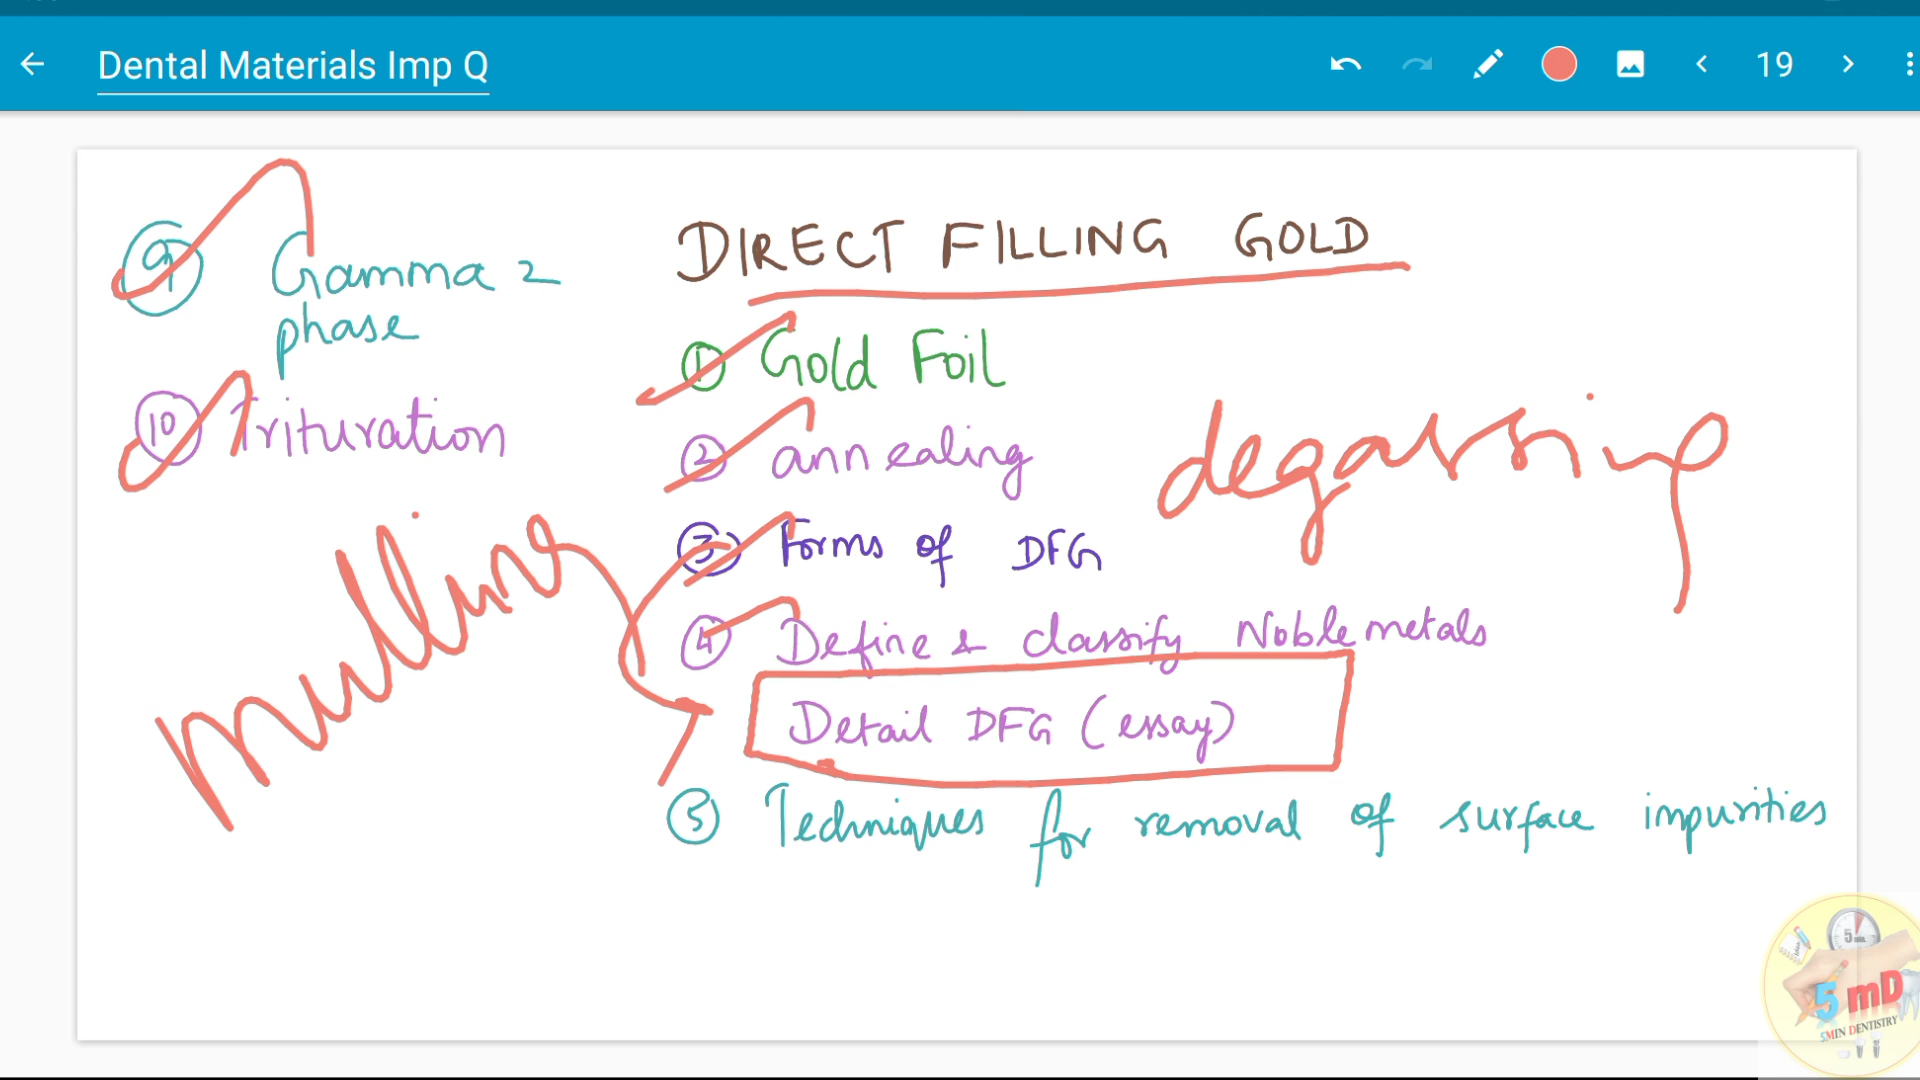 Dental Materials Imp Q
19
9 Gamma 2
phase
10 Trituration
mulling
DIRECT FILLING GOLD
1 Gold Foil
2 annealing
degassing
3 Forms of DFG
4 Define & classify Noble metals
Detail DFG (essay)
5 Techniques for removal of surface impurities
5 min
5 mD
5MIN DENTISTRY